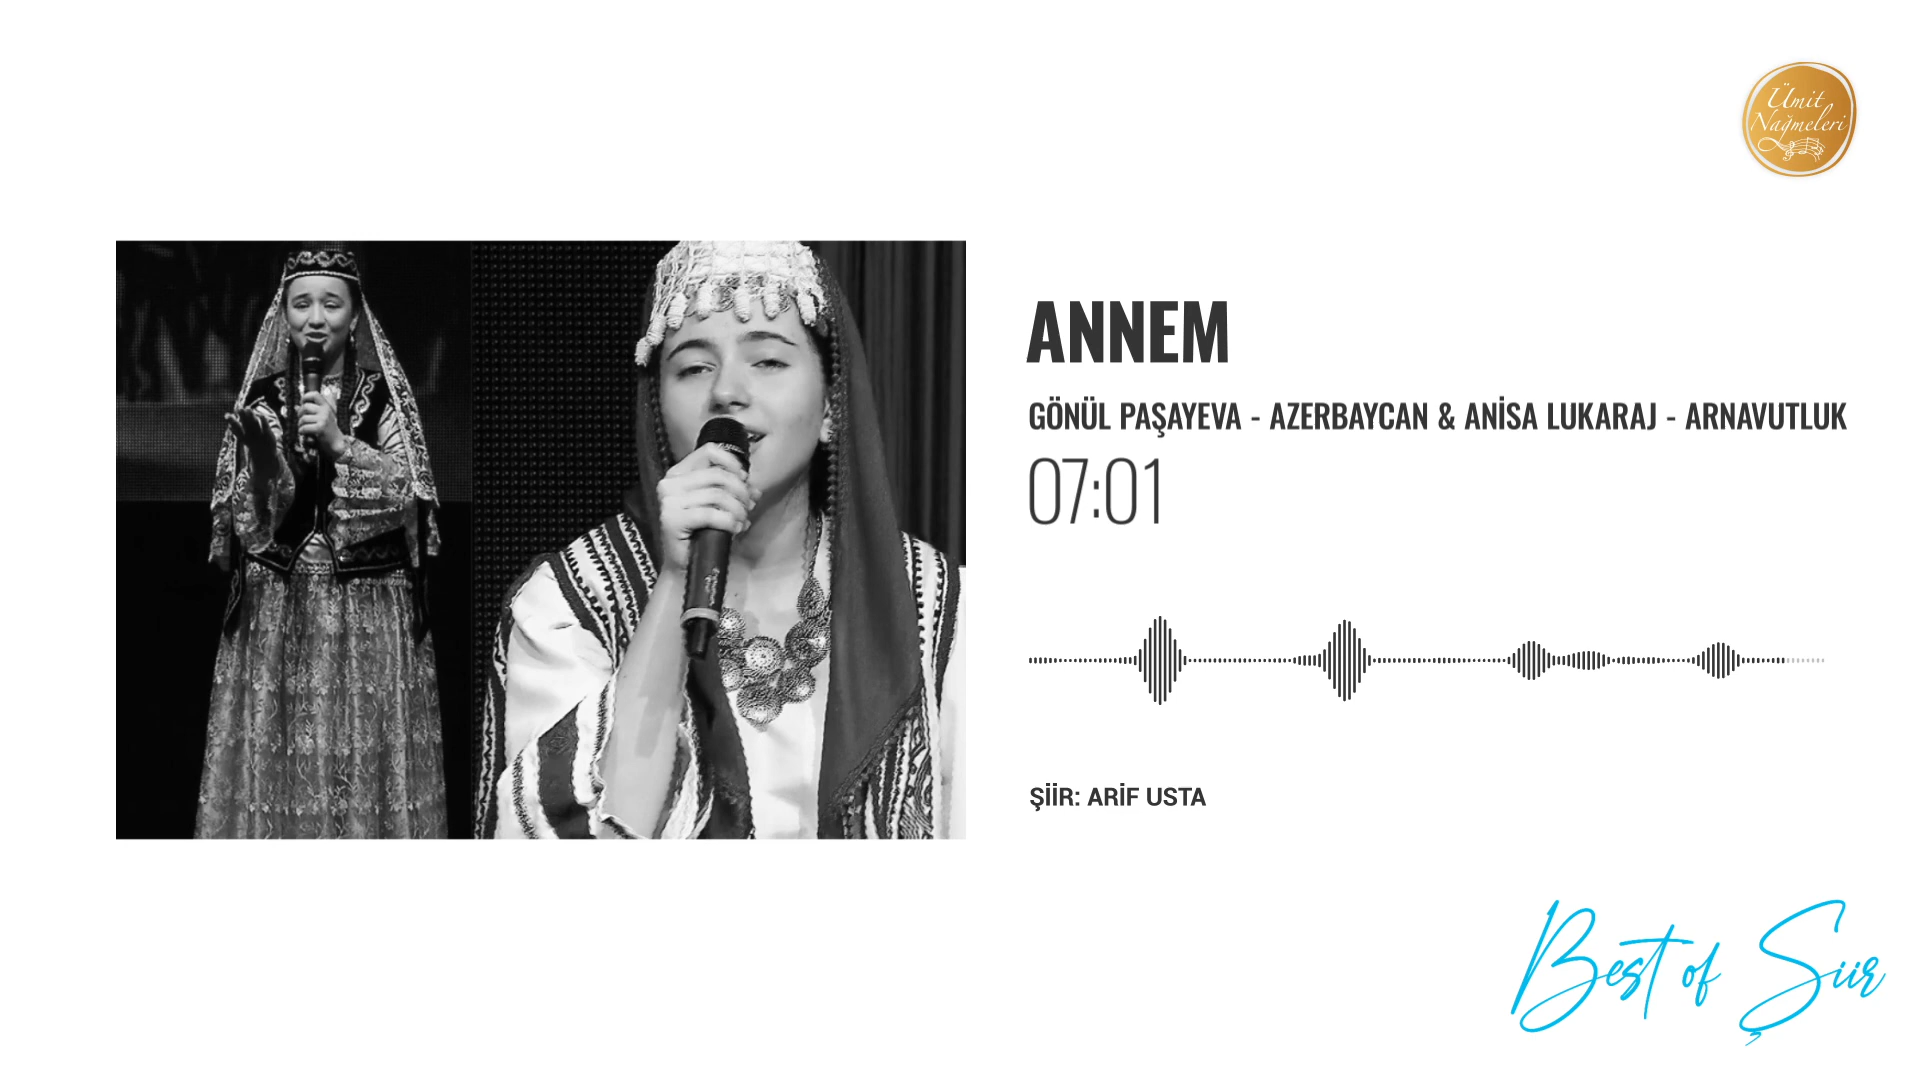 Ümit
Nağmeleri
ANNEM
GÖNÜL PAŞAYEVA - AZERBAYCAN & ANİSA LUKARAJ - ARNAVUTLUK
07:01
ŞİİR: ARİF USTA
Best of Şiir